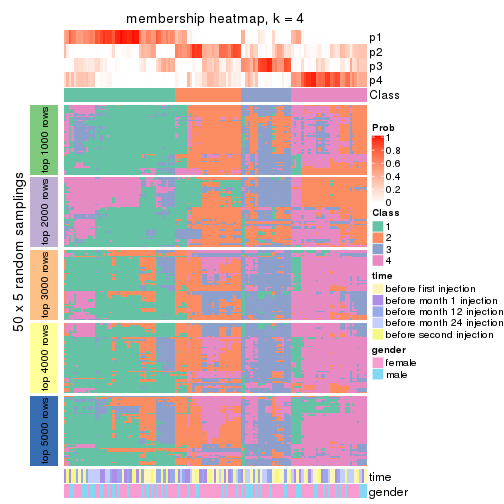 membership heatmap, k = 4
p1
p2
p3
p4
Class
50 x 5 random samplings
top 1000 rows
top 2000 rows
top 3000 rows
top 4000 rows
top 5000 rows
time
gender
Prob
1
0.8
0.6
0.4
0.2
0
Class
1
2
3
4
time
before first injection
before month 1 injection
before month 12 injection
before month 24 injection
before second injection
gender
female
male